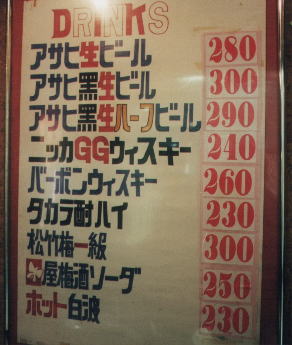 DRINKS
アサヒ生ビール 280
アサヒ黑生ビール 300
アサヒ黑生ハーフビール 290
ニッカGGウィスキー 240
バーボンウィスキー 260
タカラ酎ハイ 230
松竹梅一級 300
屋梅酒ソーダ 250
ホット白波 230